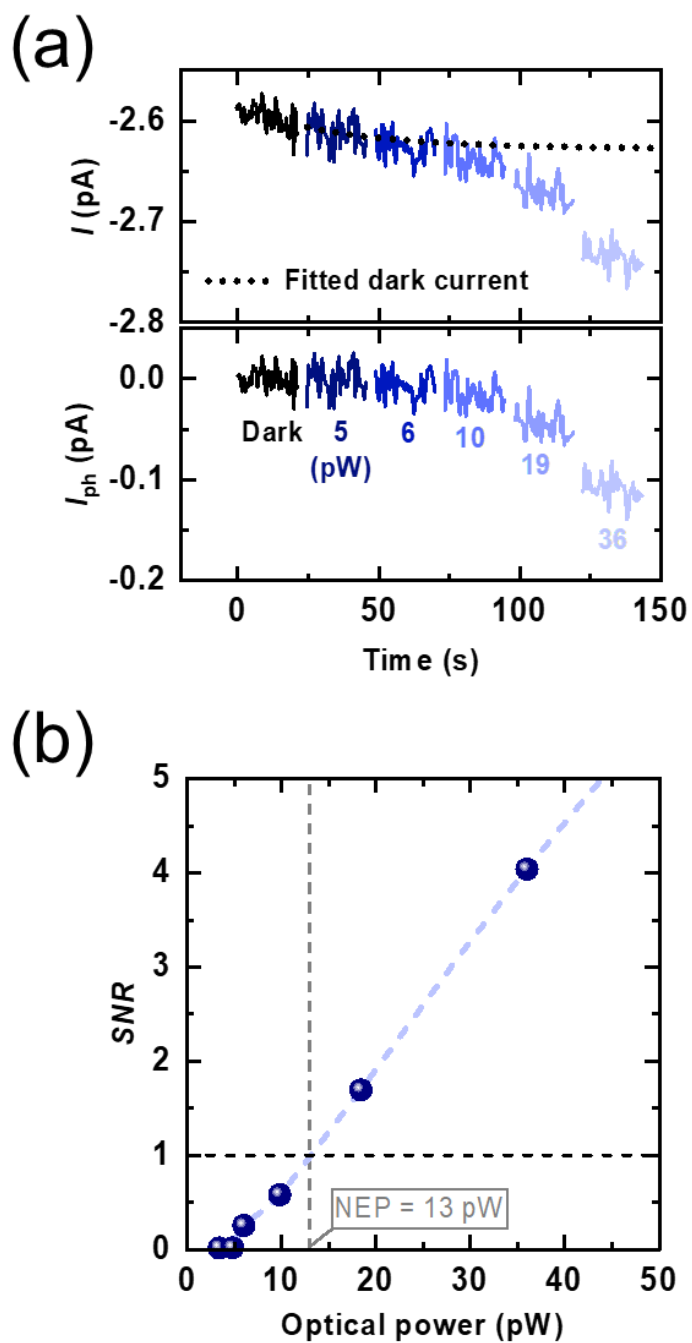 (a)
-2.6
-2.7
-2.8
I (pA)
Fitted dark current
0.0
-0.1
-0.2
I_ph (pA)
Dark 5 6 10 19 36
(pW)
0 50 100 150
Time (s)
(b)
5
4
3
2
1
0
SNR
NEP = 13 pW
0 10 20 30 40 50
Optical power (pW)